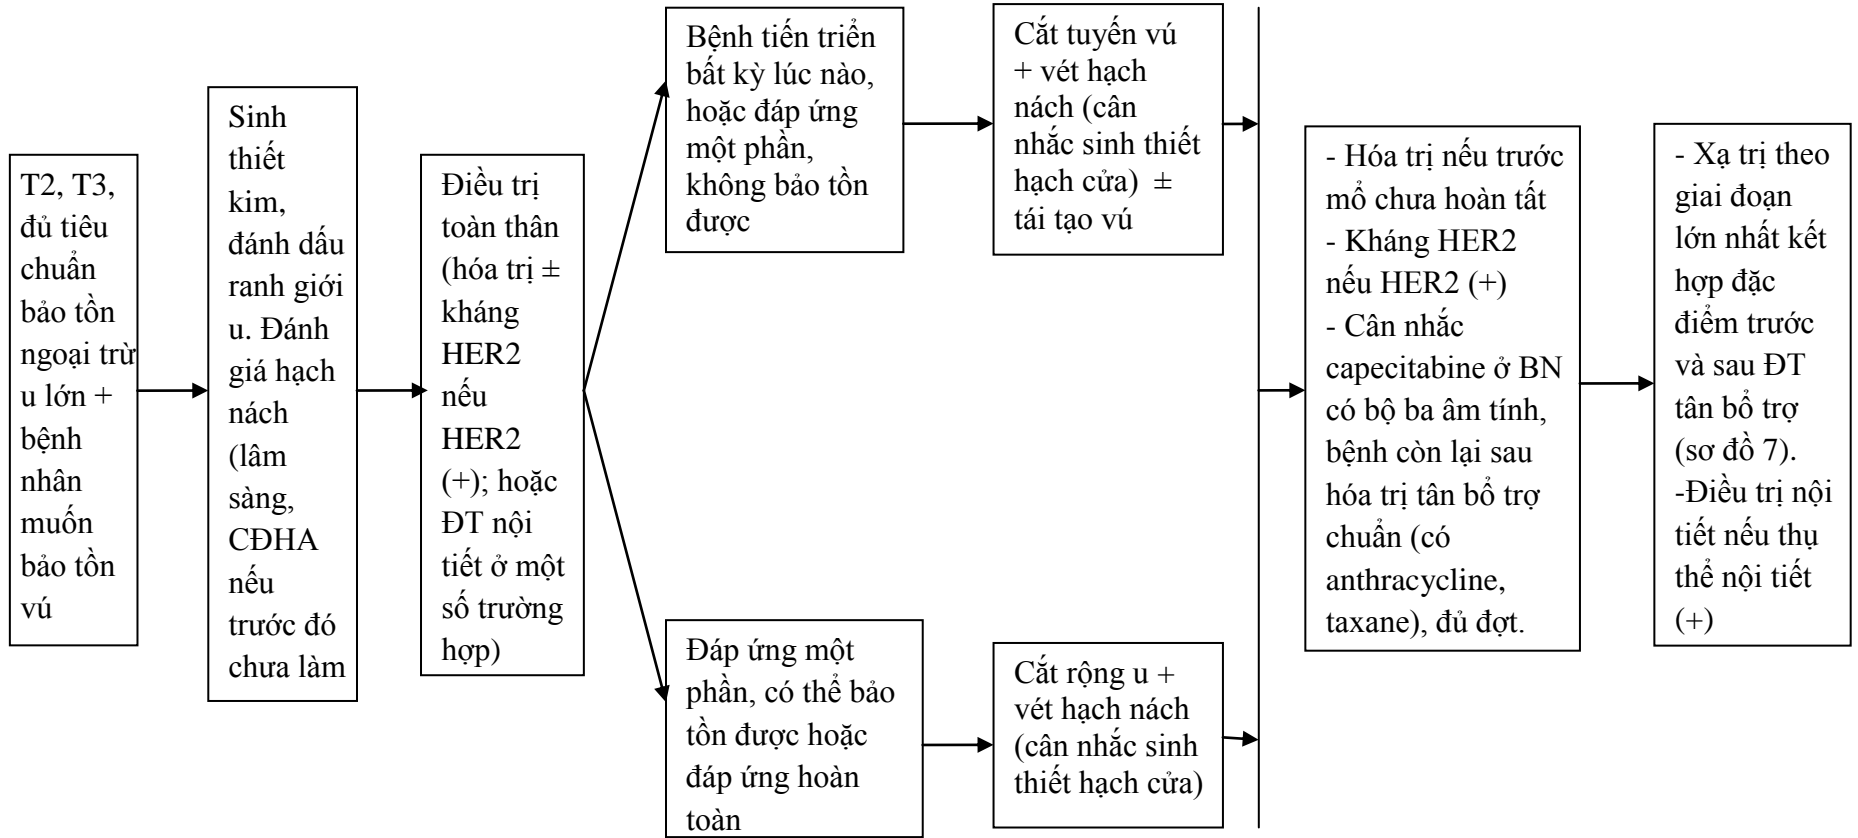 T2, T3,
đủ tiêu
chuẩn
bảo tồn
ngoại trừ
u lớn +
bệnh
nhân
muốn
bảo tồn
vú
Sinh
thiết
kim,
đánh dấu
ranh giới
u. Đánh
giá hạch
nách
(lâm
sàng,
CĐHA
nếu
trước đó
chưa làm
Điều trị
toàn thân
(hóa trị ±
kháng
HER2
nếu
HER2
(+); hoặc
ĐT nội
tiết ở một
số trường
hợp)
Bệnh tiến triển
bất kỳ lúc nào,
hoặc đáp ứng
một phần,
không bảo tồn
được
Cắt tuyến vú
+ vét hạch
nách (cân
nhắc sinh thiết
hạch cửa) ±
tái tạo vú
Đáp ứng một
phần, có thể bảo
tồn được hoặc
đáp ứng hoàn
toàn
Cắt rộng u +
vét hạch nách
(cân nhắc sinh
thiết hạch cửa)
- Hóa trị nếu trước
mổ chưa hoàn tất
- Kháng HER2
nếu HER2 (+)
- Cân nhắc
capecitabine ở BN
có bộ ba âm tính,
bệnh còn lại sau
hóa trị tân bổ trợ
chuẩn (có
anthracycline,
taxane), đủ đợt.
- Xạ trị theo
giai đoạn
lớn nhất kết
hợp đặc
điểm trước
và sau ĐT
tân bổ trợ
(sơ đồ 7).
-Điều trị nội
tiết nếu thụ
thể nội tiết
(+)